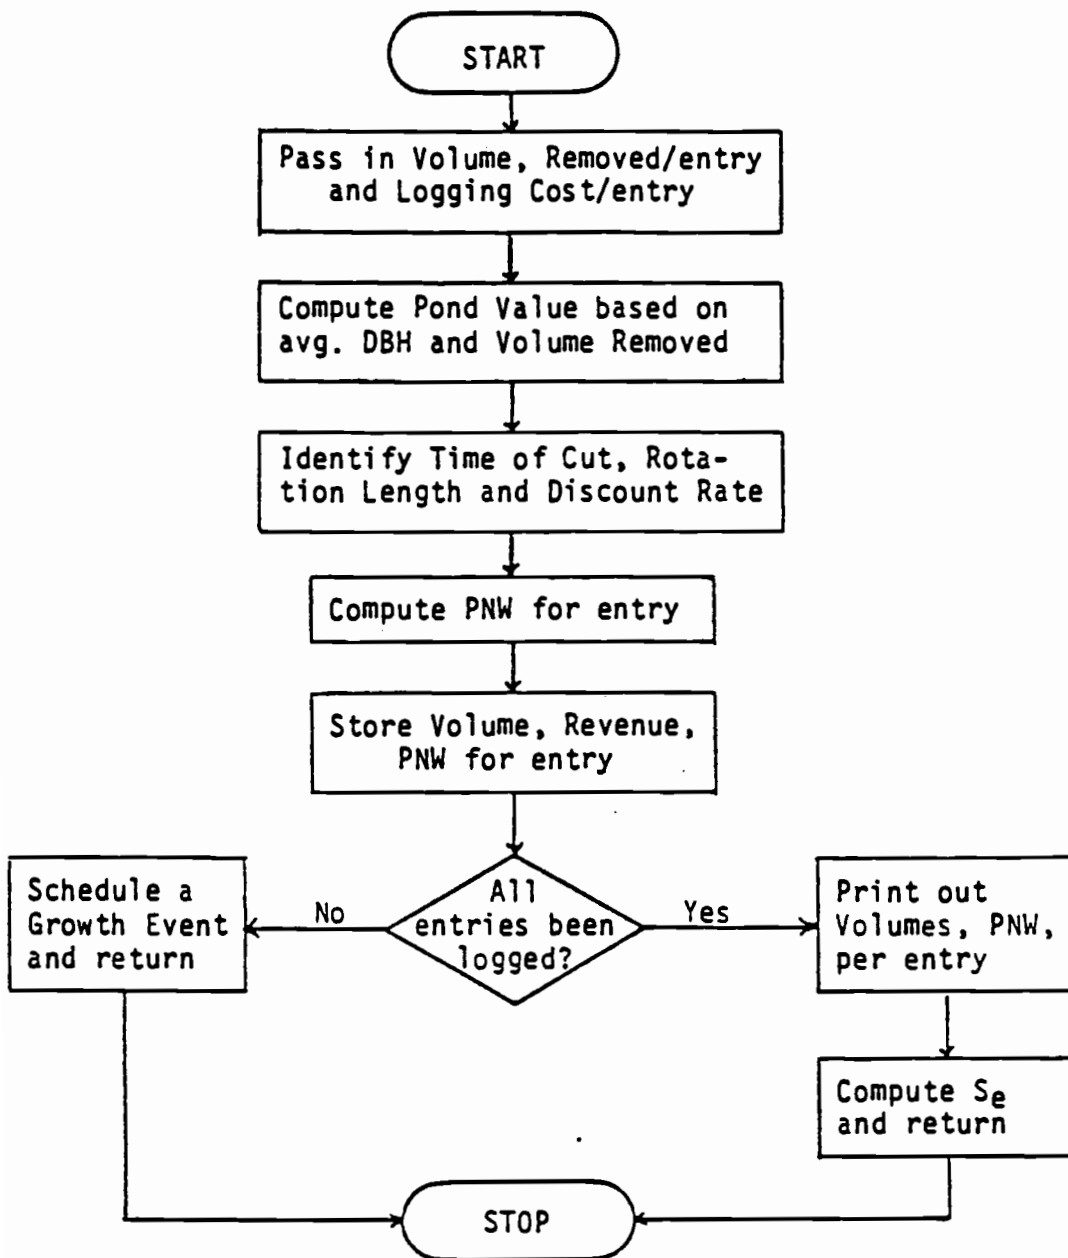 START
Pass in Volume, Removed/entry
and Logging Cost/entry
Compute Pond Value based on
avg. DBH and Volume Removed
Identify Time of Cut, Rota-
tion Length and Discount Rate
Compute PNW for entry
Store Volume, Revenue,
PNW for entry
Schedule a
Growth Event
and return
No
All
entries been
logged?
Yes
Print out
Volumes, PNW,
per entry
Compute Se
and return
STOP